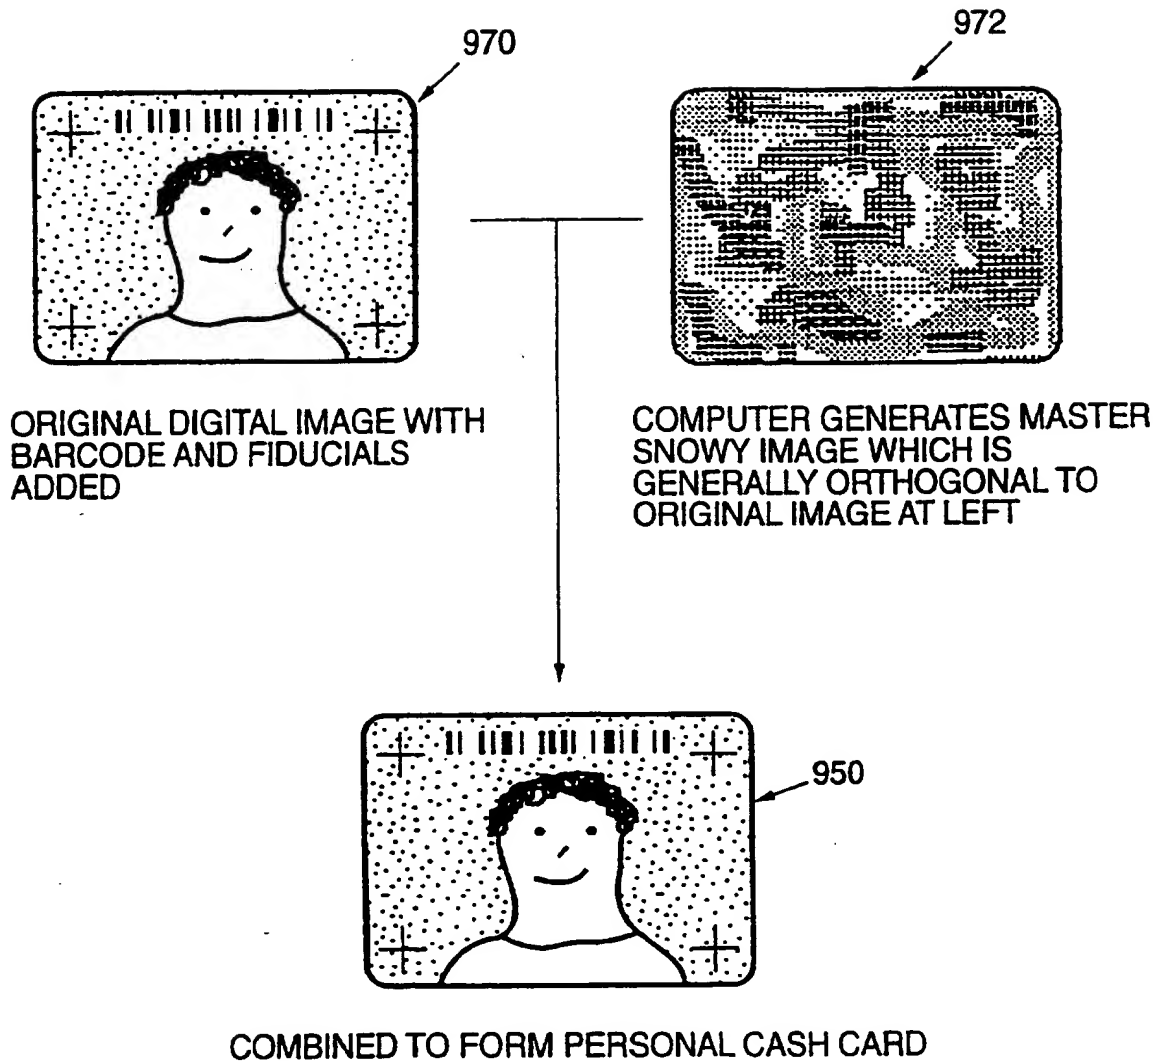 970
972
ORIGINAL DIGITAL IMAGE WITH
BARCODE AND FIDUCIALS
ADDED
COMPUTER GENERATES MASTER
SNOWY IMAGE WHICH IS
GENERALLY ORTHOGONAL TO
ORIGINAL IMAGE AT LEFT
950
COMBINED TO FORM PERSONAL CASH CARD